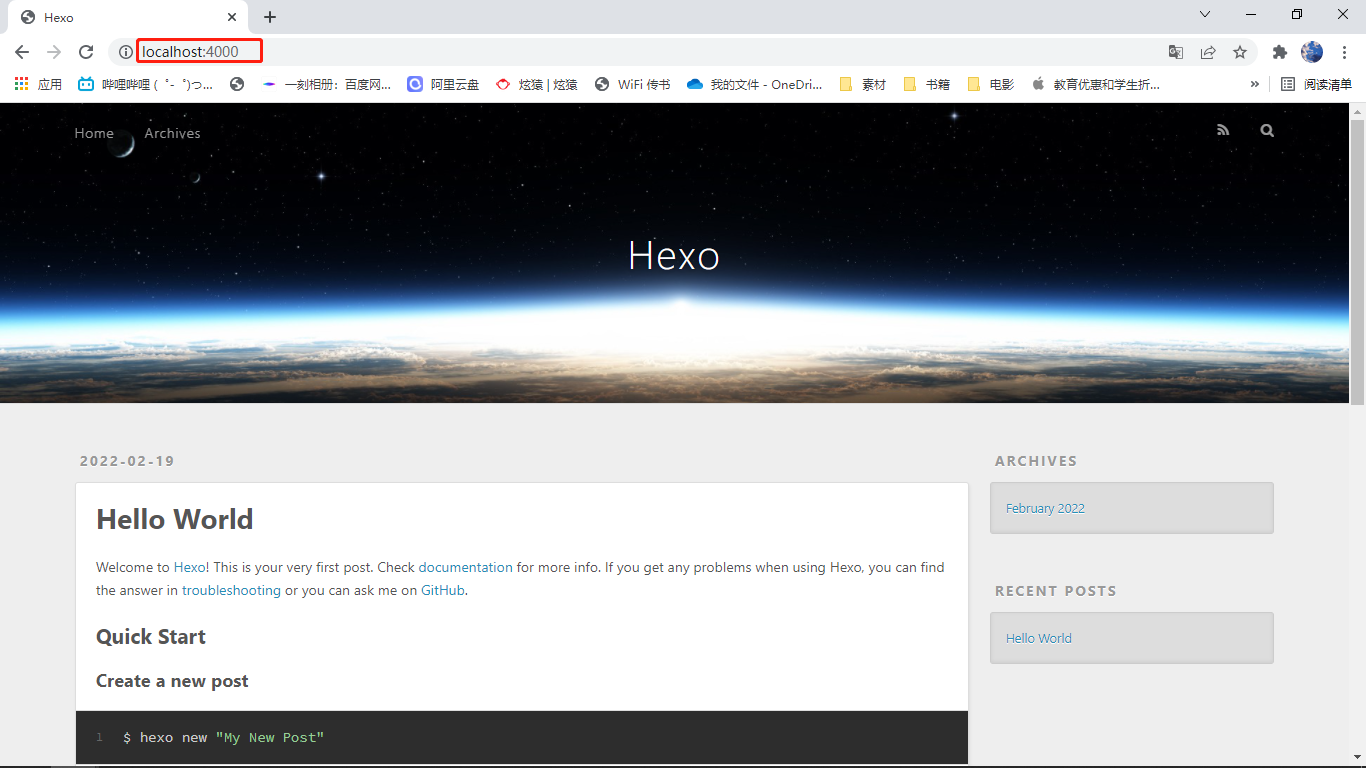 Hexo
localhost:4000
应用
哔哩哔哩 (゜-゜)つ...
一刻相册：百度网...
阿里云盘
炫猿 | 炫猿
WiFi 传书
我的文件 - OneDri...
素材
书籍
电影
教育优惠和学生折...
»
阅读清单
Home
Archives
Hexo
2022-02-19
Hello World
Welcome to Hexo! This is your very first post. Check documentation for more info. If you get any problems when using Hexo, you can find
the answer in troubleshooting or you can ask me on GitHub.
Quick Start
Create a new post
1 $ hexo new "My New Post"
ARCHIVES
February 2022
RECENT POSTS
Hello World